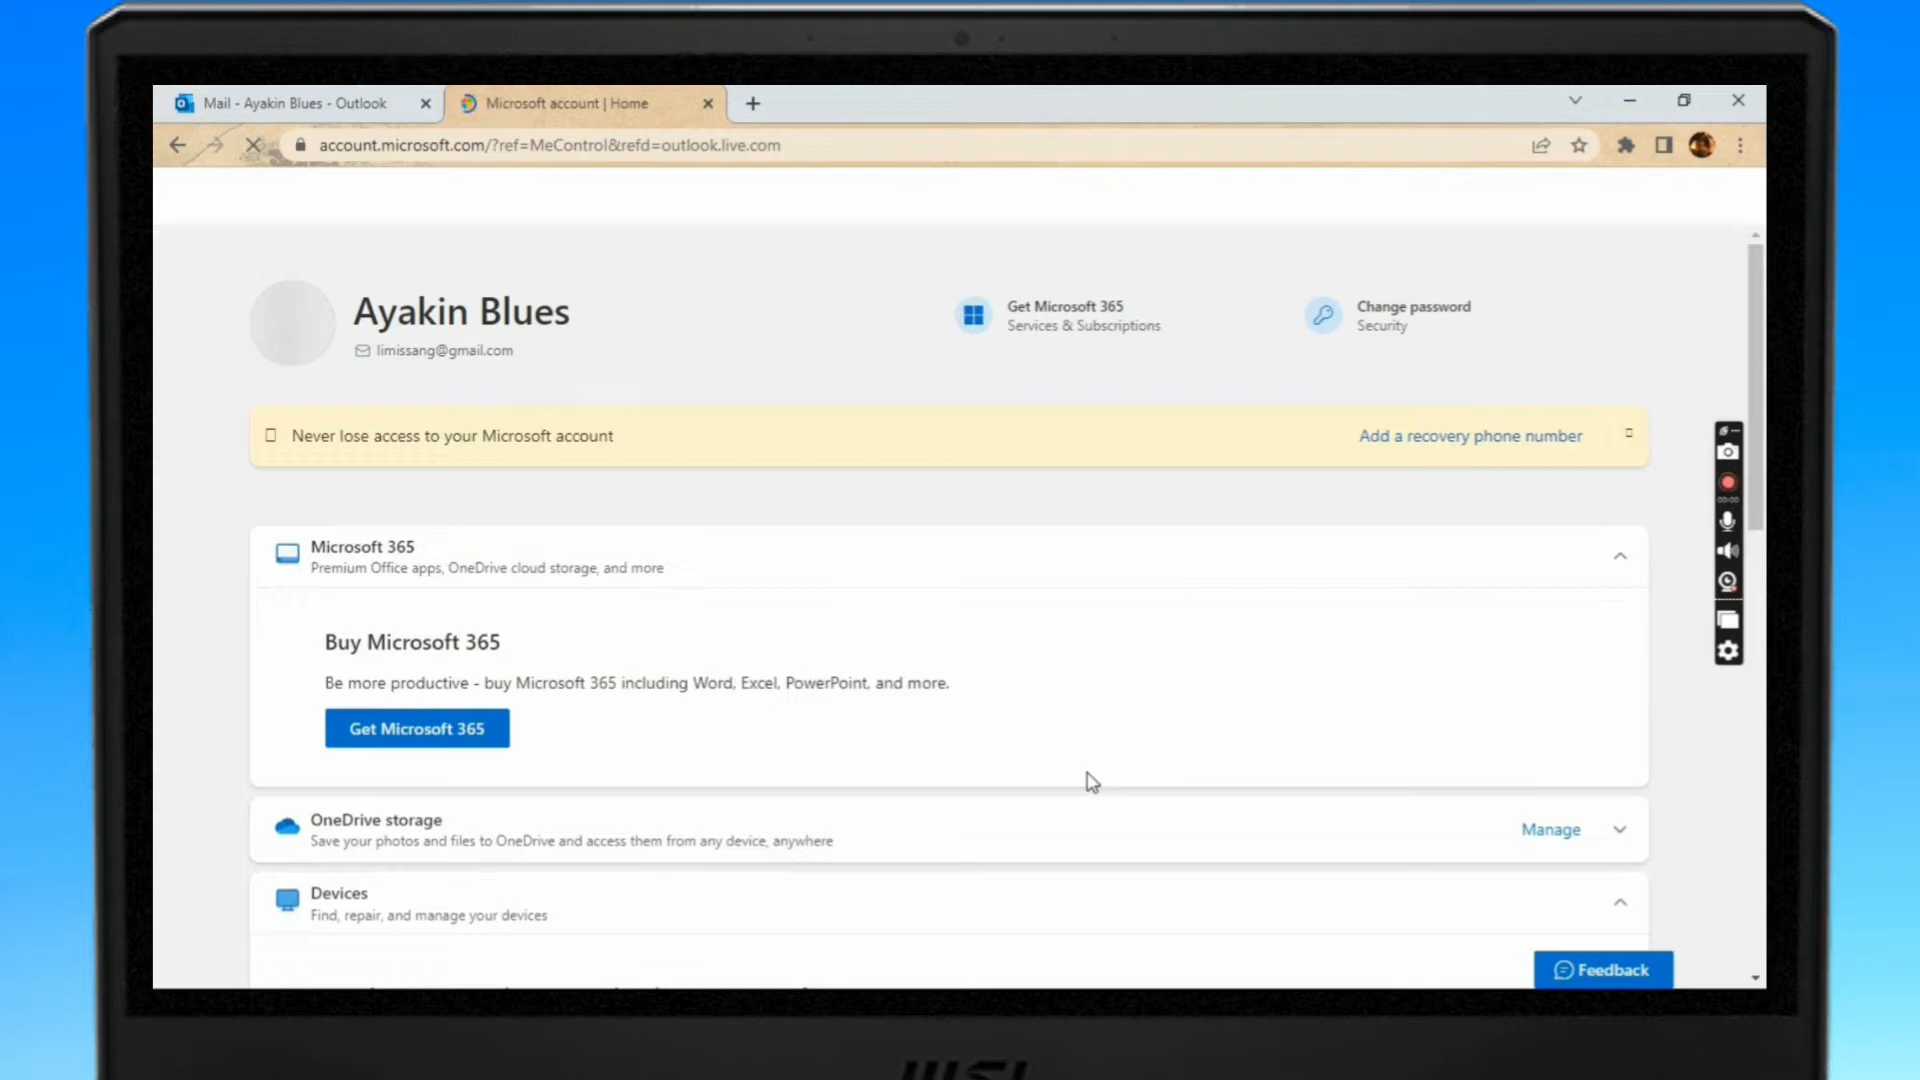 Mail - Ayakin Blues - Outlook
Microsoft account | Home
account.microsoft.com/?ref=MeControl&refd=outlook.live.com
Ayakin Blues
limissang@gmail.com
Get Microsoft 365
Services & Subscriptions
Change password
Security
Never lose access to your Microsoft account
Add a recovery phone number
00:00
Microsoft 365
Premium Office apps, OneDrive cloud storage, and more
Buy Microsoft 365
Be more productive - buy Microsoft 365 including Word, Excel, PowerPoint, and more.
Get Microsoft 365
OneDrive storage
Save your photos and files to OneDrive and access them from any device, anywhere
Manage
Devices
Find, repair, and manage your devices
Feedback
msi